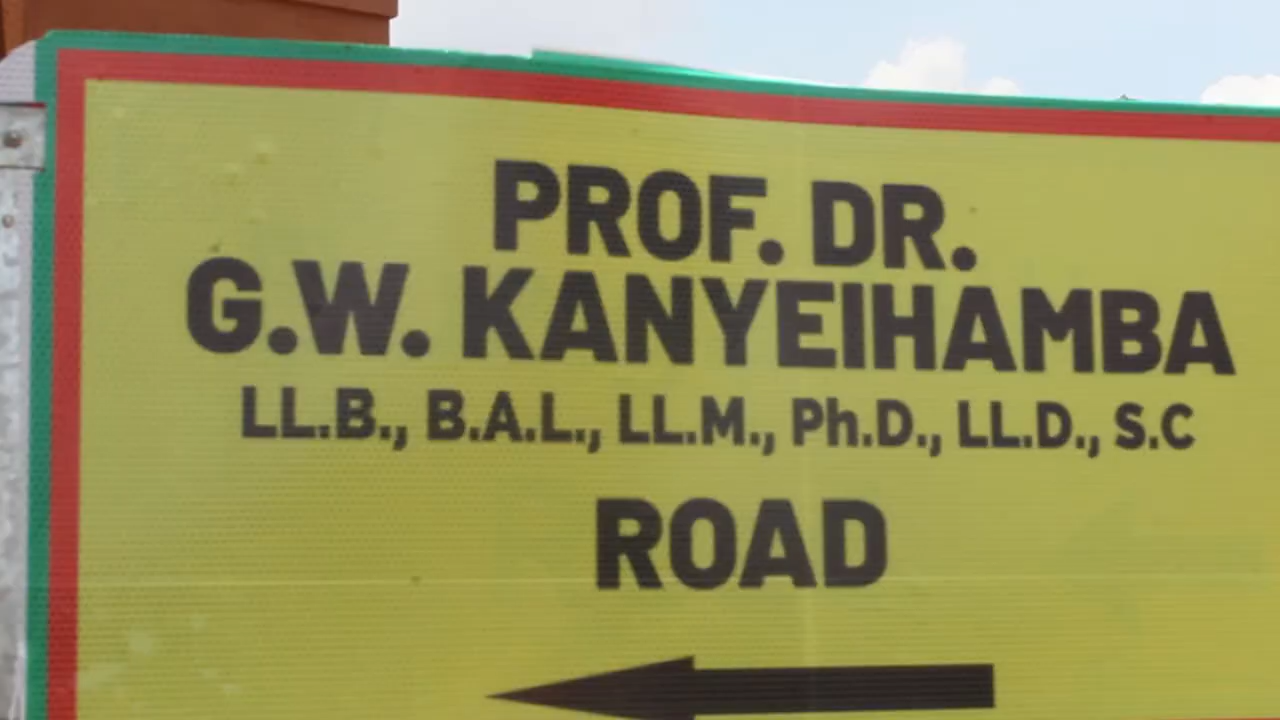 PROF. DR.
G.W. KANYEIHAMBA
LL.B., B.A.L., LL.M., Ph.D., LL.D., S.C
ROAD